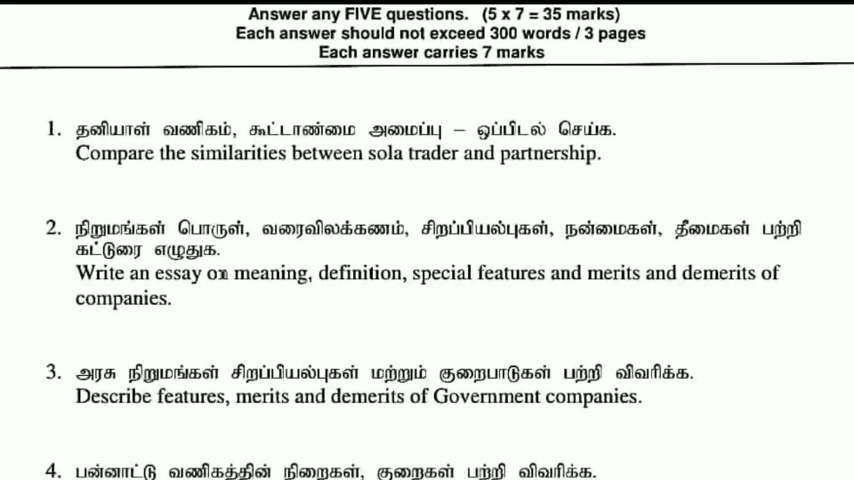 Answer any FIVE questions. (5 x 7 = 35 marks)
Each answer should not exceed 300 words / 3 pages
Each answer carries 7 marks
1. தனியாள் வணிகம், கூட்டாண்மை அமைப்பு – ஒப்பிடல் செய்க.
Compare the similarities between sola trader and partnership.
2. நிறுமங்கள் பொருள், வரைவிலக்கணம், சிறப்பியல்புகள், நன்மைகள், தீமைகள் பற்றி
கட்டுரை எழுதுக.
Write an essay on meaning, definition, special features and merits and demerits of
companies.
3. அரசு நிறுமங்கள் சிறப்பியல்புகள் மற்றும் குறைபாடுகள் பற்றி விவரிக்க.
Describe features, merits and demerits of Government companies.
4. பன்னாட்டு வணிகத்தின் நிறைகள், குறைகள் பற்றி விவரிக்க.